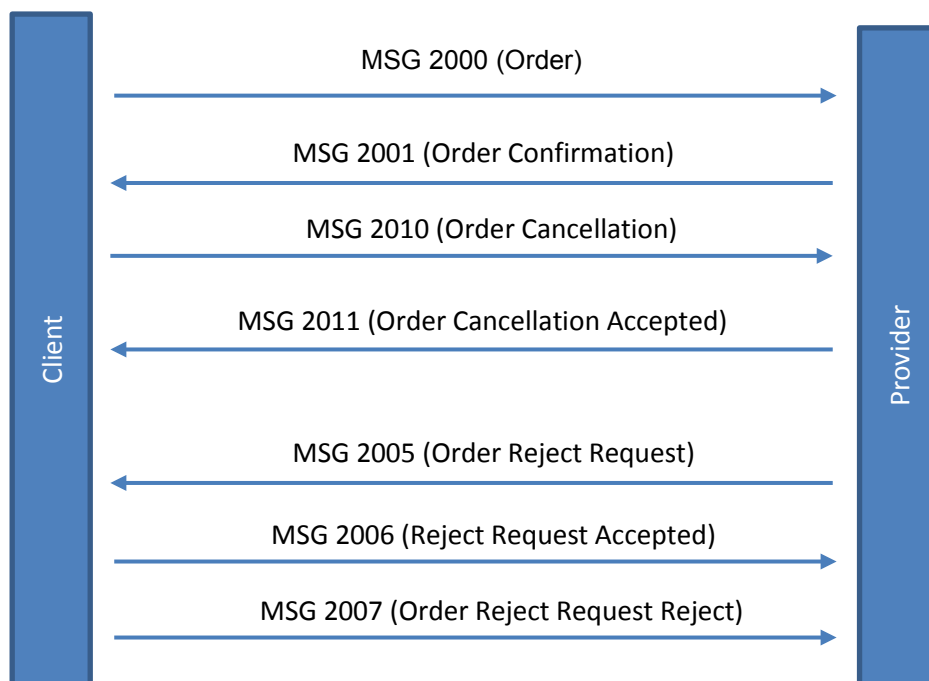 MSG 2000 (Order)
MSG 2001 (Order Confirmation)
MSG 2010 (Order Cancellation)
MSG 2011 (Order Cancellation Accepted)
Client
Provider
MSG 2005 (Order Reject Request)
MSG 2006 (Reject Request Accepted)
MSG 2007 (Order Reject Request Reject)